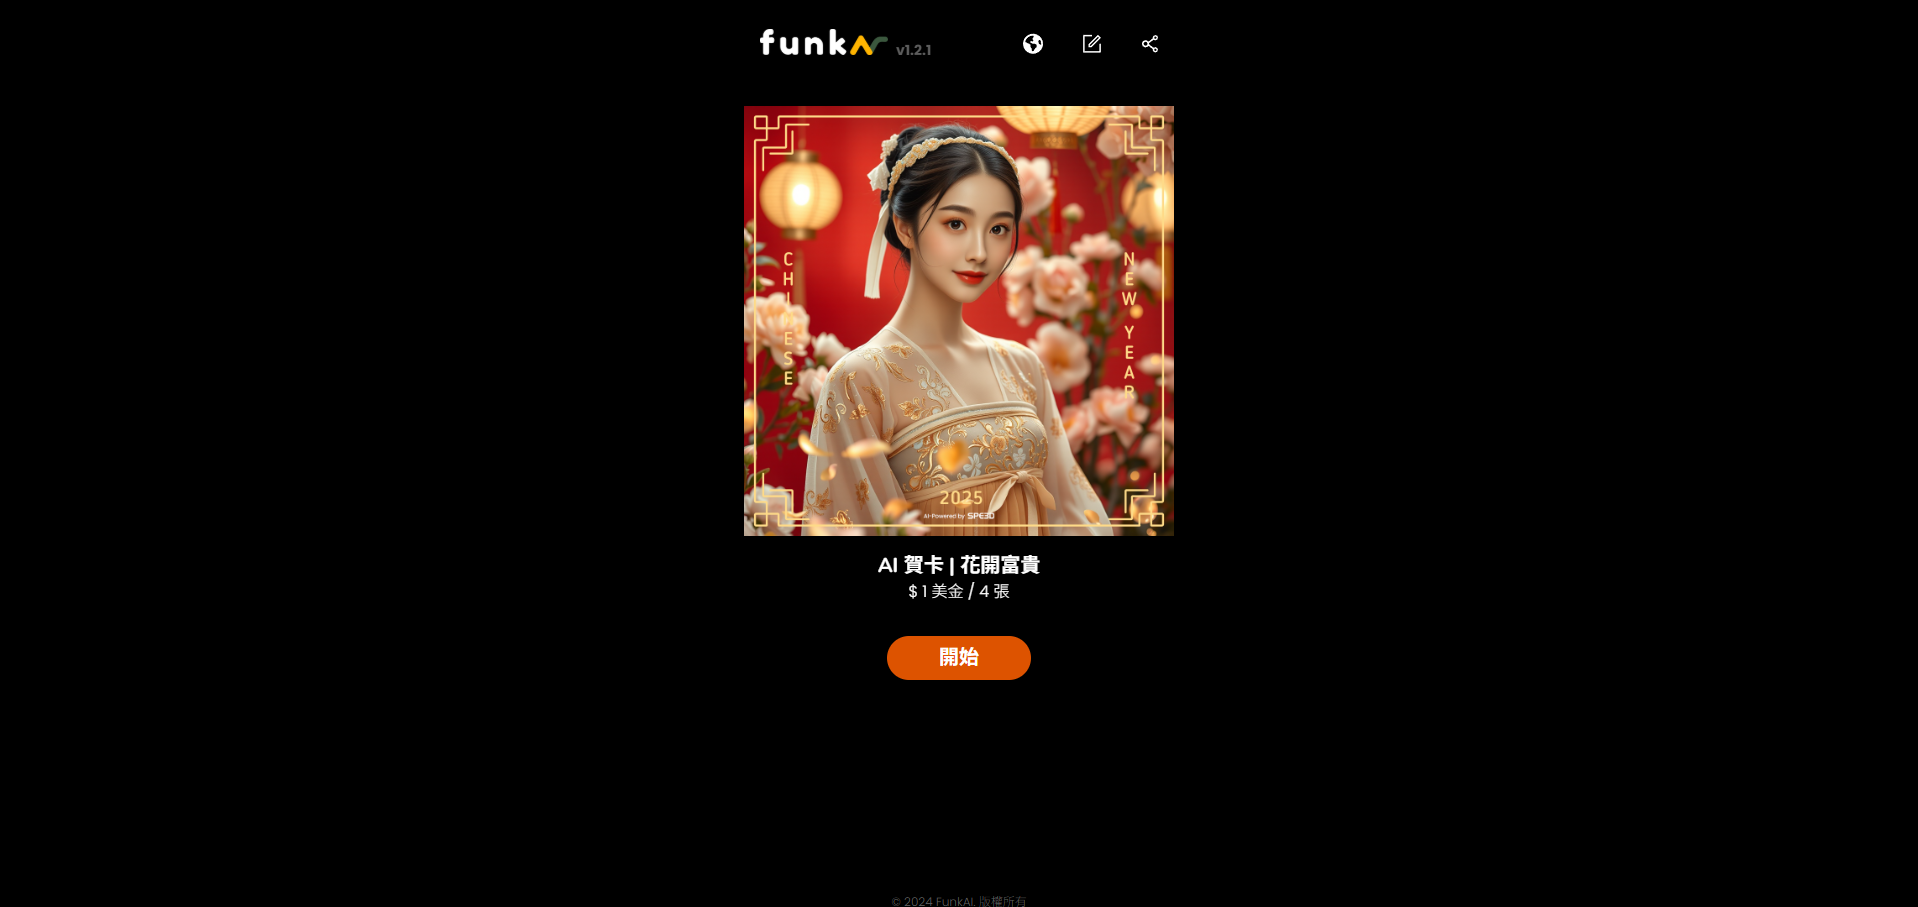 funkAr v1.2.1
CHINESE
NEW YEAR
2025
AI-Powered by SPE3D
AI 賀卡 | 花開富貴
$ 1 美金 / 4 張
開始
© 2024 FunkAI. 版權所有